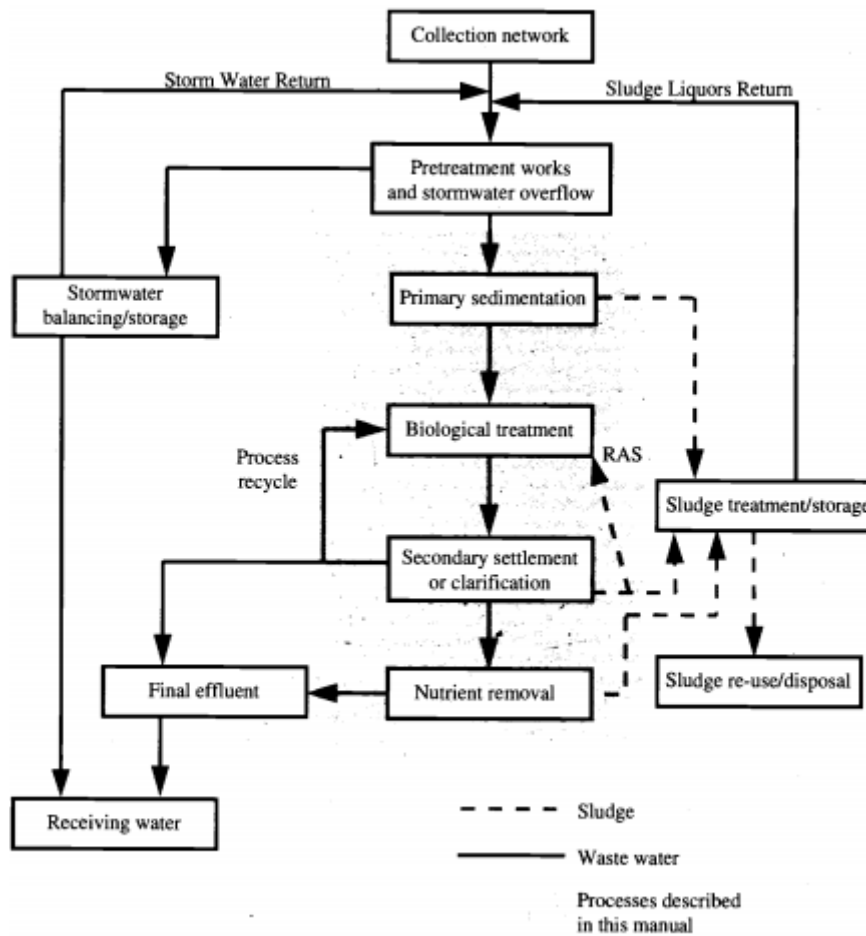 Collection network
Storm Water Return
Sludge Liquors Return
Pretreatment works
and stormwater overflow
Stormwater
balancing/storage
Primary sedimentation
Biological treatment
RAS
Process
recycle
Sludge treatment/storage
Secondary settlement
or clarification
Final effluent
Nutrient removal
Sludge re-use/disposal
Receiving water
Sludge
Waste water
Processes described
in this manual